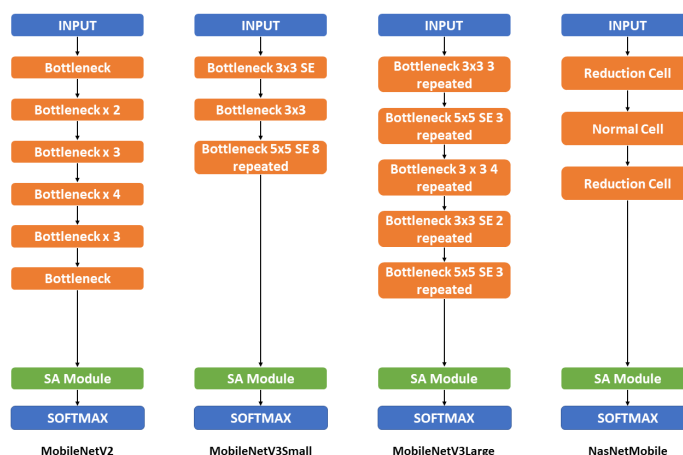 INPUT
Bottleneck
Bottleneck x 2
Bottleneck x 3
Bottleneck x 4
Bottleneck x 3
Bottleneck
SA Module
SOFTMAX
MobileNetV2
INPUT
Bottleneck 3x3 SE
Bottleneck 3x3
Bottleneck 5x5 SE 8
repeated
SA Module
SOFTMAX
MobileNetV3Small
INPUT
Bottleneck 3x3 3
repeated
Bottleneck 5x5 SE 3
repeated
Bottleneck 3 x 3 4
repeated
Bottleneck 3x3 SE 2
repeated
Bottleneck 5x5 SE 3
repeated
SA Module
SOFTMAX
MobileNetV3Large
INPUT
Reduction Cell
Normal Cell
Reduction Cell
SA Module
SOFTMAX
NasNetMobile